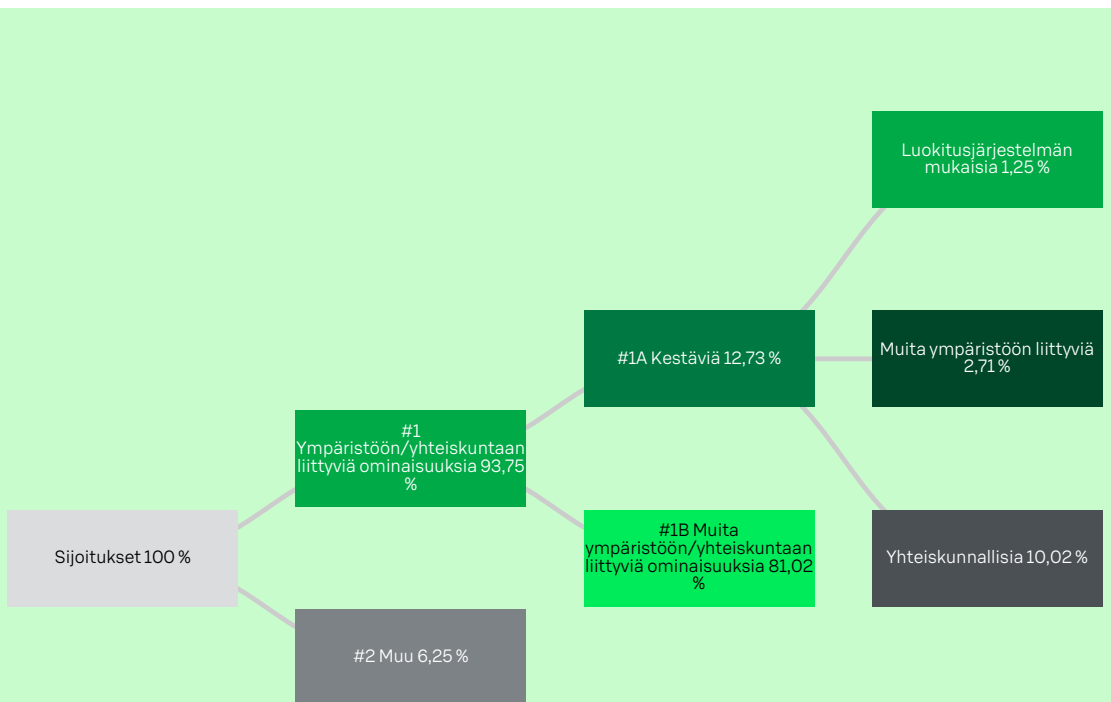 Luokitusjärjestelmän
mukaisia 1,25 %
#1A Kestäviä 12,73 %
Muita ympäristöön liittyviä
2,71 %
#1
Ympäristöön/yhteiskuntaan
liittyviä ominaisuuksia 93,75
%
Sijoitukset 100 %
#1B Muita
ympäristöön/yhteiskuntaan
liittyviä ominaisuuksia 81,02
%
Yhteiskunnallisia 10,02 %
#2 Muu 6,25 %